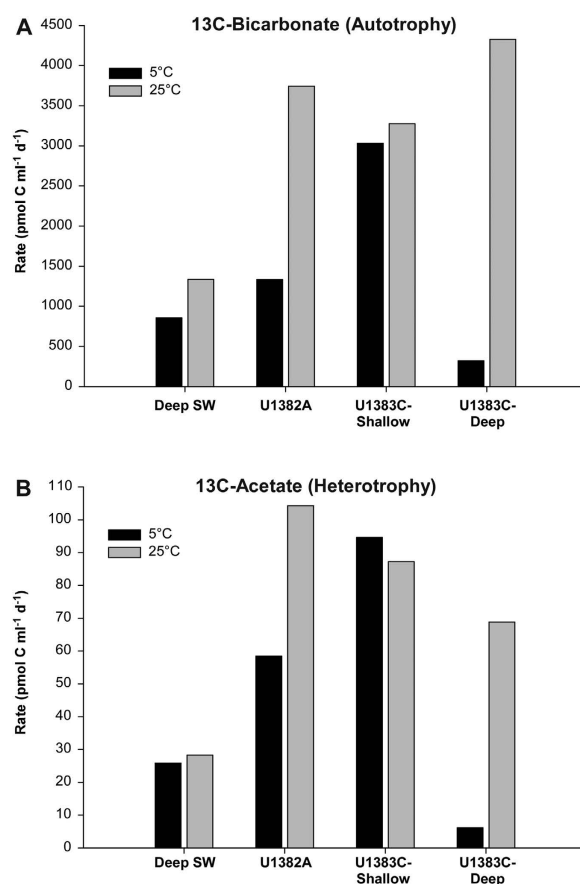 A
13C-Bicarbonate (Autotrophy)
4500
4000
3500
3000
2500
2000
1500
1000
500
0
Rate (pmol C ml⁻¹ d⁻¹)
5°C
25°C
Deep SW
U1382A
U1383C-
Shallow
U1383C-
Deep
B
13C-Acetate (Heterotrophy)
110
100
90
80
70
60
50
40
30
20
10
0
Rate (pmol C ml⁻¹ d⁻¹)
5°C
25°C
Deep SW
U1382A
U1383C-
Shallow
U1383C-
Deep